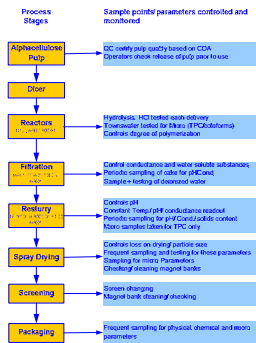 Process
Stages
Sample points/parameters controlled and
monitored
Alphacellulose
Pulp
QC certify pulp quality based on COA
Operators check release of pulp prior to use
Dicer
Reactors
Hydrolysis. HCl tested each delivery
Townswater tested for Micro (TPC/coliforms)
Controls degree of polymerization
Filtration
Control conductance and water soluble substances,
Periodic sampling of cake for pH/Cond,
Sample + testing of deionized water
Reslurry
Controls pH
Constant Temp/ pH/ conductance readout
Periodic sampling for pH/ Cond./ solids content
Micro samples taken for TPC only
Spray Drying
Controls loss on drying/ particle size
Frequent sampling and testing for these parameters
Sampling for micro Parameters
Checking/ cleaning magnet banks
Screening
Screen changing
Magnet bank cleaning/ checking
Packaging
Frequent sampling for physical, chemical and micro
parameters